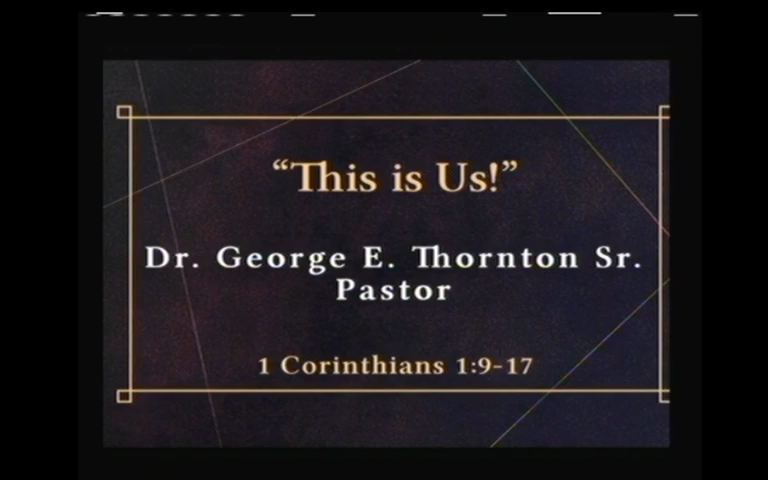 “This is Us!”
Dr. George E. Thornton Sr.
Pastor
1 Corinthians 1:9-17